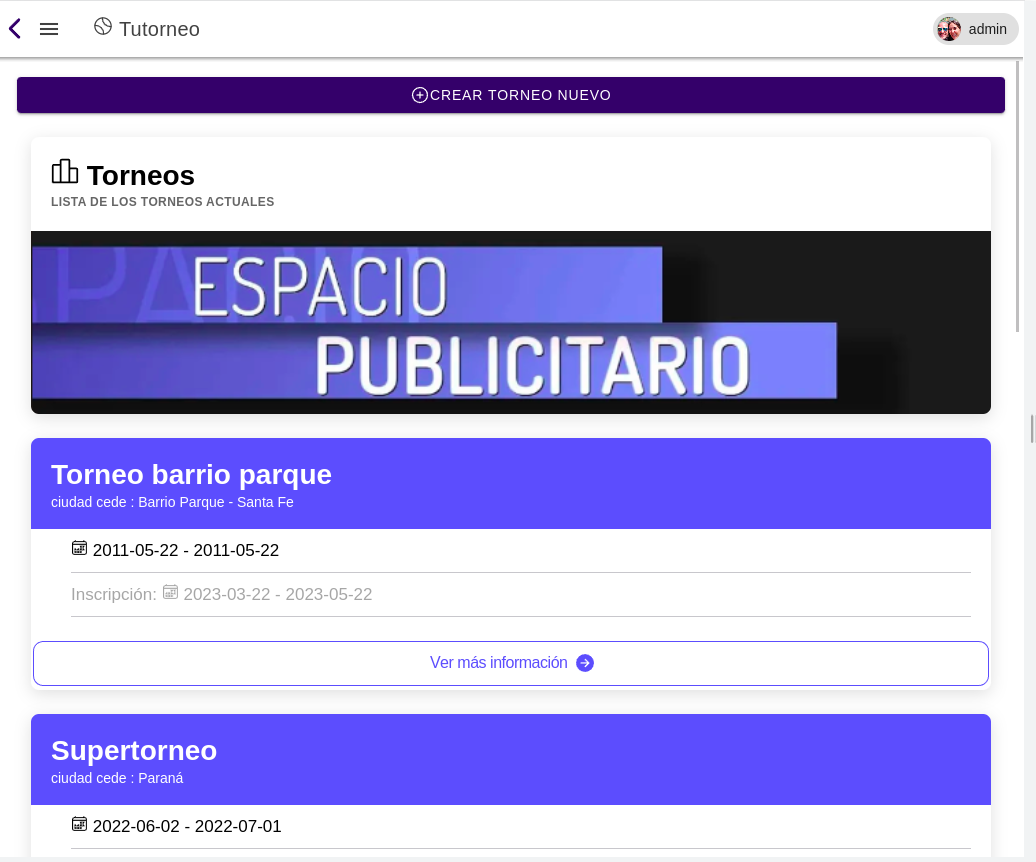 Tutorneo
admin
CREAR TORNEO NUEVO
Torneos
LISTA DE LOS TORNEOS ACTUALES
ESPACIO
PUBLICITARIO
Torneo barrio parque
ciudad cede : Barrio Parque - Santa Fe
2011-05-22 - 2011-05-22
Inscripción: 2023-03-22 - 2023-05-22
Ver más información
Supertorneo
ciudad cede : Paraná
2022-06-02 - 2022-07-01